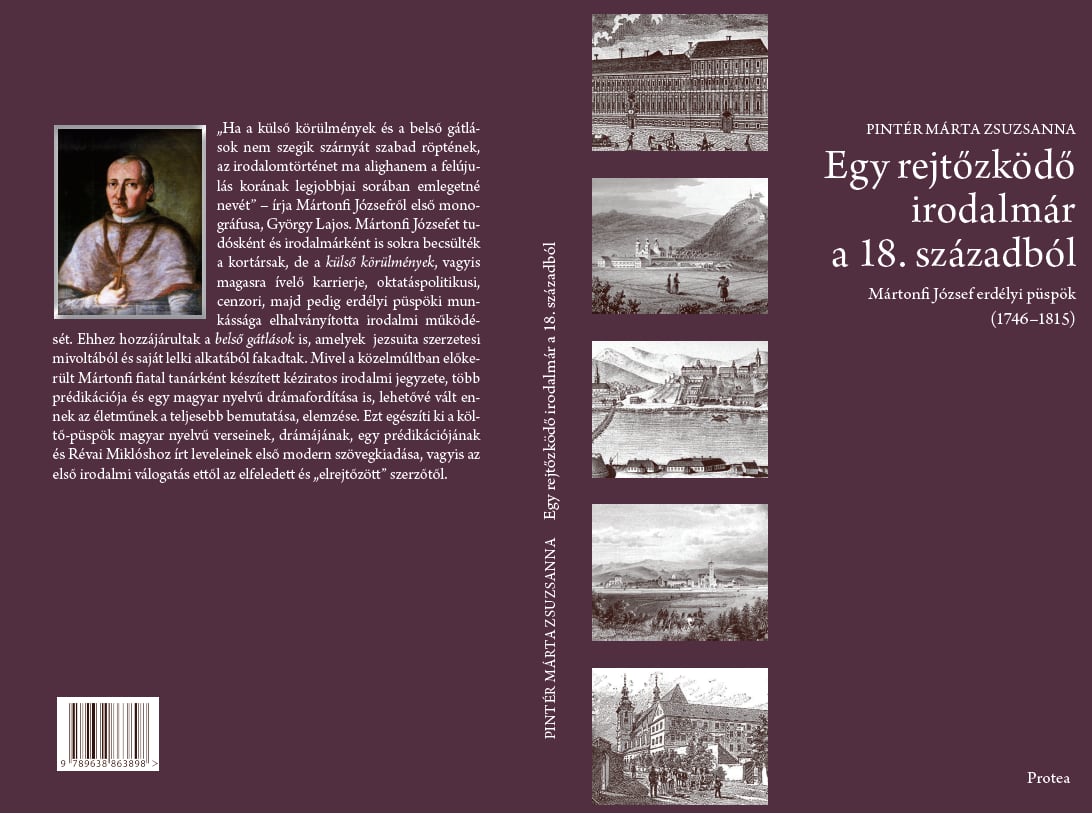 „Ha a külső körülmények és a belső gátlá-
sok nem szegik szárnyát szabad röptének,
az irodalomtörténet ma alighanem a felúju-
lás korának legjobbjai sorában emlegetné
nevét” – írja Mártonfi Józsefről első mono-
gráfusa, György Lajos. Mártonfi Józsefet tu-
dósként és irodalmárként is sokra becsülték
a kortársak, de a külső körülmények, vagyis
magasra ívelő karrierje, oktatáspolitikusi,
cenzori, majd pedig erdélyi püspöki mun-
kássága elhalványította irodalmi működé-
sét. Ehhez hozzájárultak a belső gátlások is, amelyek jezsuita szerzetesi
mivoltából és saját lelki alkatából fakadtak. Mivel a közelmúltban előke-
rült Mártonfi fiatal tanárként készített kéziratos irodalmi jegyzete, több
prédikációja és egy magyar nyelvű drámafordítása is, lehetővé vált en-
nek az életműnek a teljesebb bemutatása, elemzése. Ezt egészíti ki a köl-
tő-püspök magyar nyelvű verseinek, drámájának, egy prédikációjának
és Révai Miklóshoz írt leveleinek első modern szövegkiadása, vagyis az
első irodalmi válogatás ettől az elfeledett és „elrejtőzött” szerzőtől.
9 789638 863898 >
PINTÉR MÁRTA ZSUZSANNA Egy rejtőzködő irodalmár a 18. századból
PINTÉR MÁRTA ZSUZSANNA
Egy rejtőzködő
irodalmár
a 18. századból
Mártonfi József erdélyi püspök
(1746–1815)
Protea